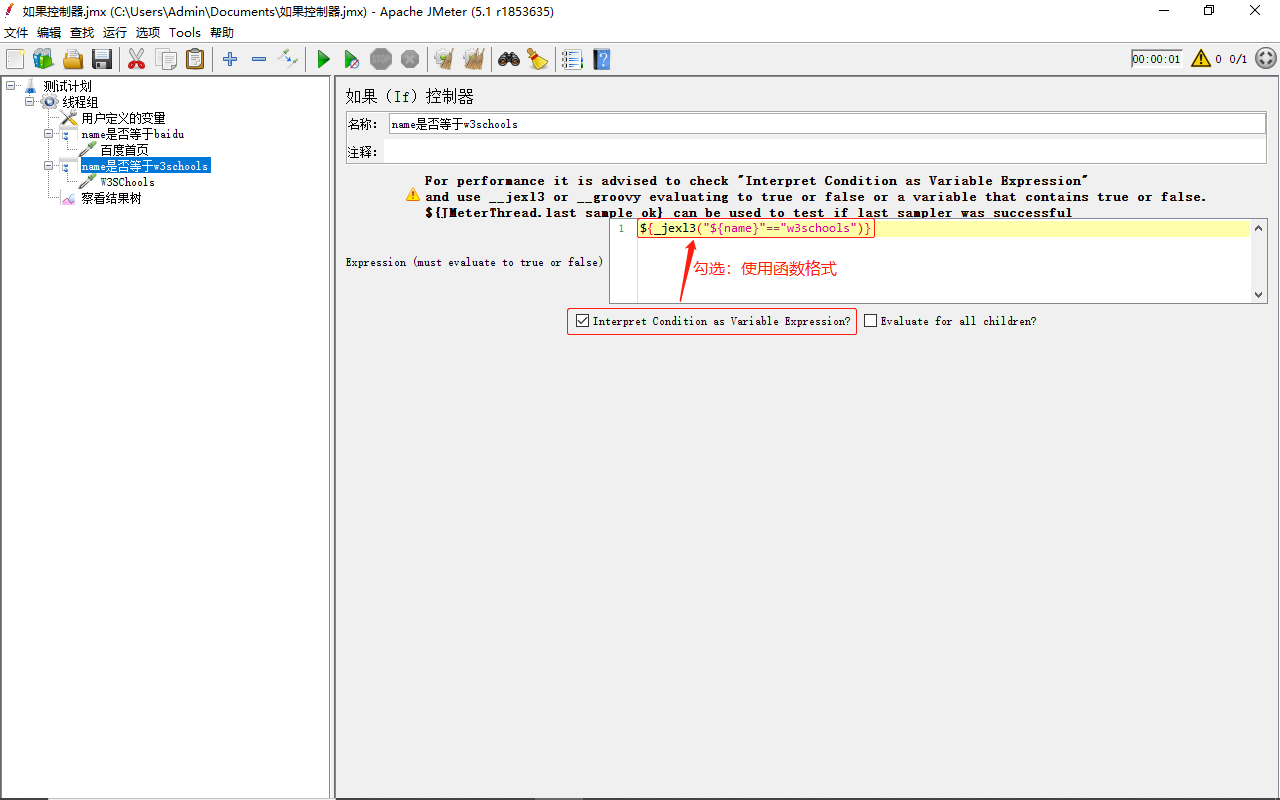 如果控制器.jmx (C:\Users\Admin\Documents\如果控制器.jmx) - Apache JMeter (5.1 r1853635)
文件 编辑 查找 运行 选项 Tools 帮助
STOP
00:00:01 0 0/1
测试计划
线程组
用户定义的变量
name是否等于baidu
百度首页
name是否等于w3schools
W3SChools
察看结果树
如果（If）控制器
名称： name是否等于w3schools
注释：
For performance it is advised to check "Interpret Condition as Variable Expression"
and use __jexl3 or __groovy evaluating to true or false or a variable that contains true or false.
${JMeterThread.last_sample_ok} can be used to test if last sampler was successful
1 ${_jexl3("${name}"=="w3schools")}
Expression (must evaluate to true or false)
勾选：使用函数格式
Interpret Condition as Variable Expression? Evaluate for all children?